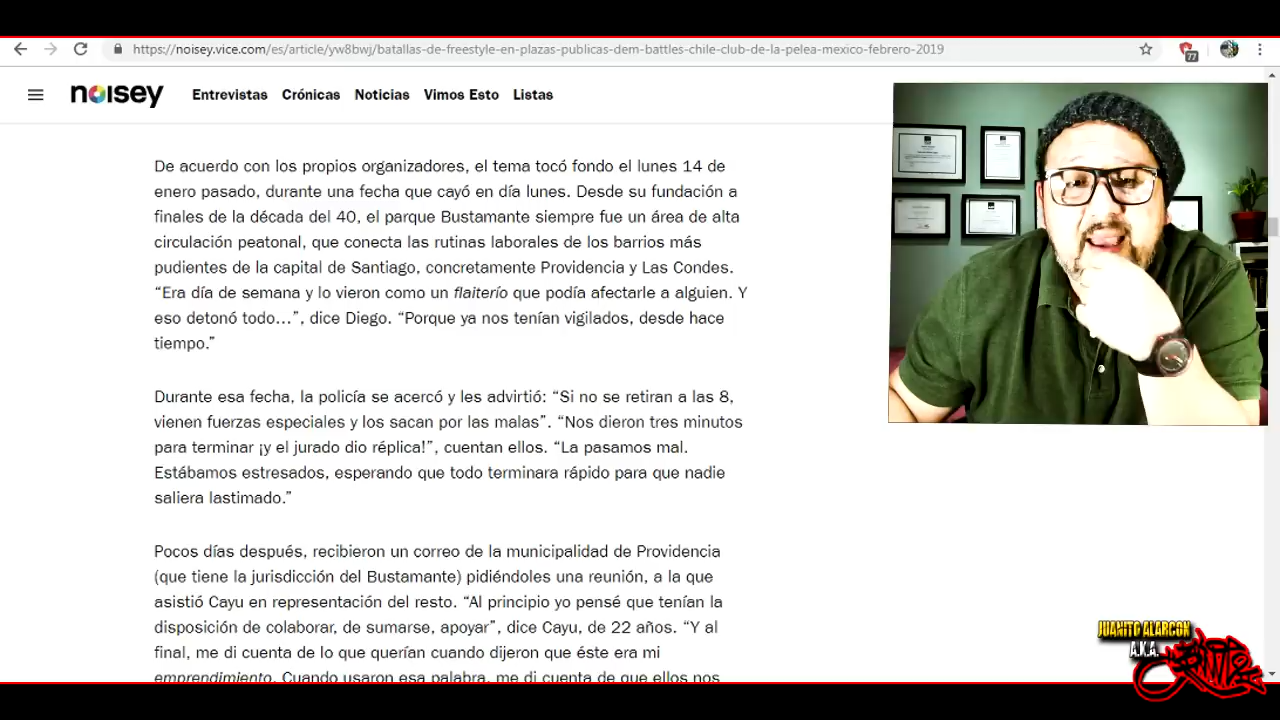 https://noisey.vice.com/es/article/yw8bwj/batallas-de-freestyle-en-plazas-publicas-dem-battles-chile-club-de-la-pelea-mexico-febrero-2019
77
noisey
Entrevistas Crónicas Noticias Vimos Esto Listas
De acuerdo con los propios organizadores, el tema tocó fondo el lunes 14 de
enero pasado, durante una fecha que cayó en día lunes. Desde su fundación a
finales de la década del 40, el parque Bustamante siempre fue un área de alta
circulación peatonal, que conecta las rutinas laborales de los barrios más
pudientes de la capital de Santiago, concretamente Providencia y Las Condes.
“Era día de semana y lo vieron como un flaiterío que podía afectarle a alguien. Y
eso detonó todo…”, dice Diego. “Porque ya nos tenían vigilados, desde hace
tiempo.”
Durante esa fecha, la policía se acercó y les advirtió: “Si no se retiran a las 8,
vienen fuerzas especiales y los sacan por las malas”. “Nos dieron tres minutos
para terminar ¡y el jurado dio réplica!”, cuentan ellos. “La pasamos mal.
Estábamos estresados, esperando que todo terminara rápido para que nadie
saliera lastimado.”
Pocos días después, recibieron un correo de la municipalidad de Providencia
(que tiene la jurisdicción del Bustamante) pidiéndoles una reunión, a la que
asistió Cayu en representación del resto. “Al principio yo pensé que tenían la
disposición de colaborar, de sumarse, apoyar”, dice Cayu, de 22 años. “Y al
final, me di cuenta de lo que querían cuando dijeron que éste era mi
emprendimiento. Cuando usaron esa palabra, me di cuenta de que ellos nos
JUANITO ALARCON
A.K.A.